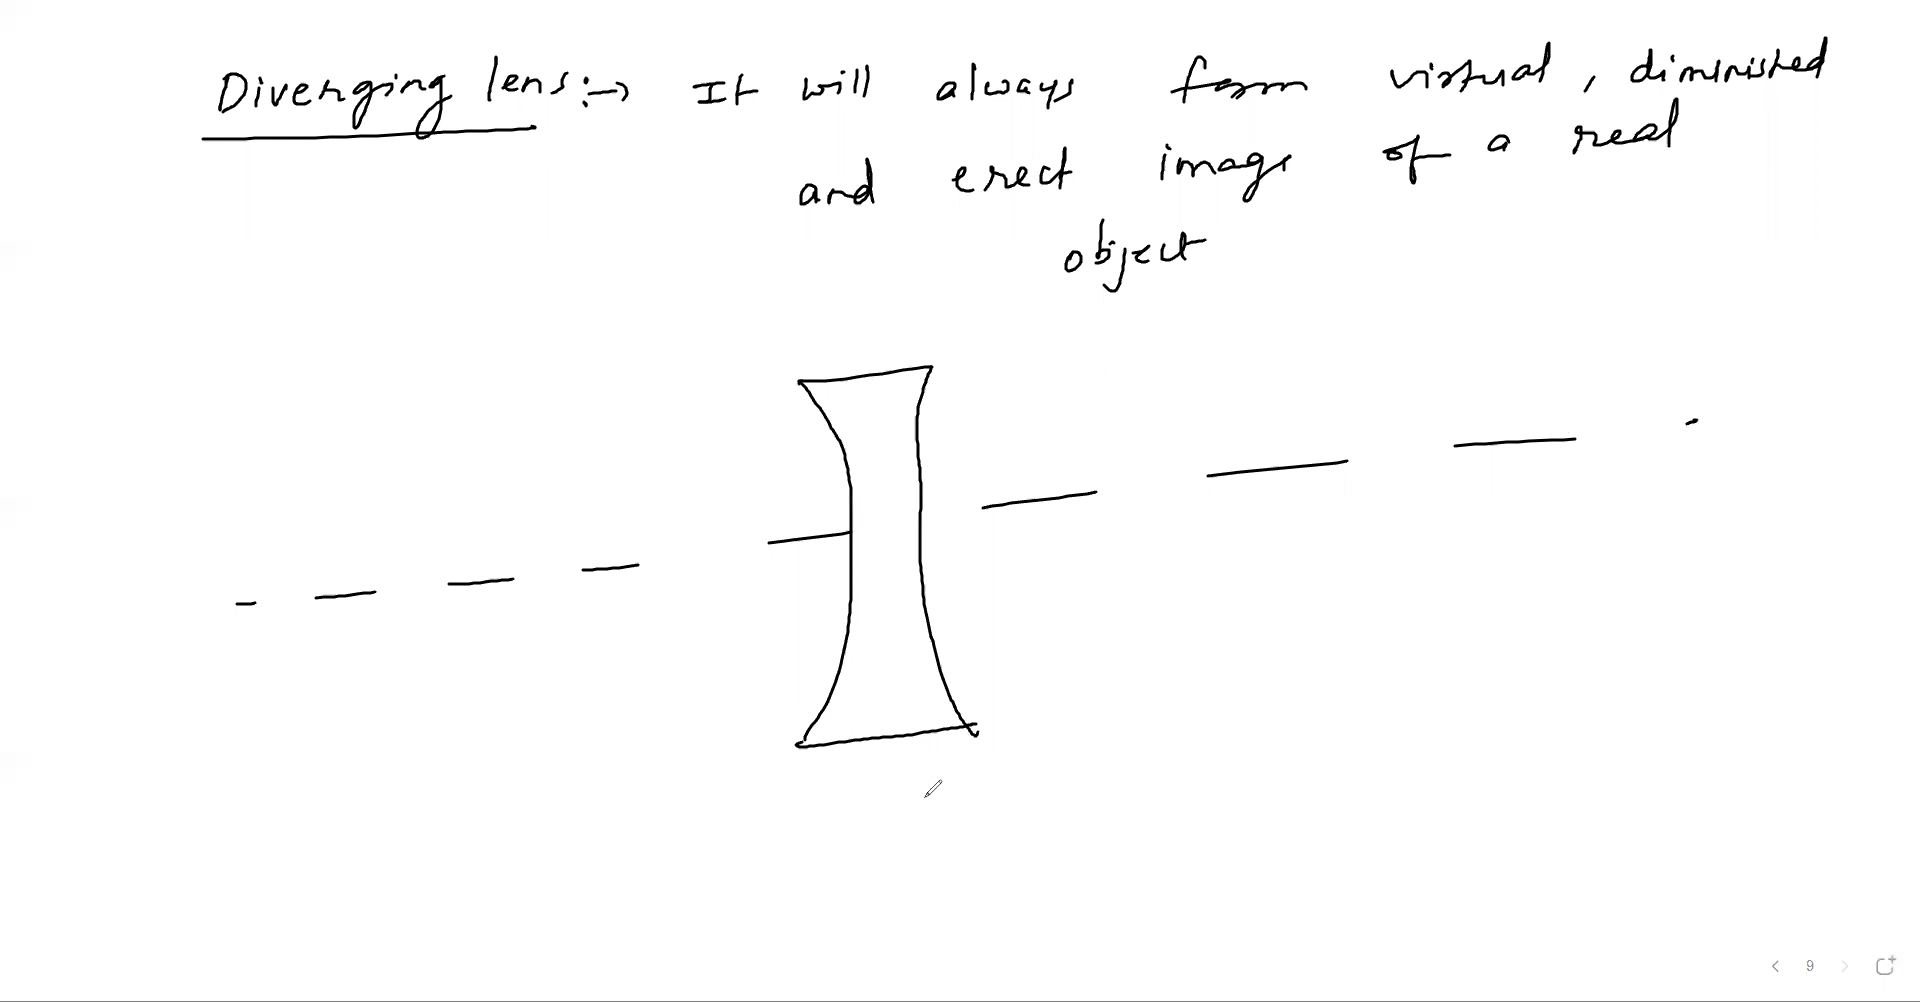 Diverging lens :→ It will always form virtual, diminished
and erect image of a real
object
9